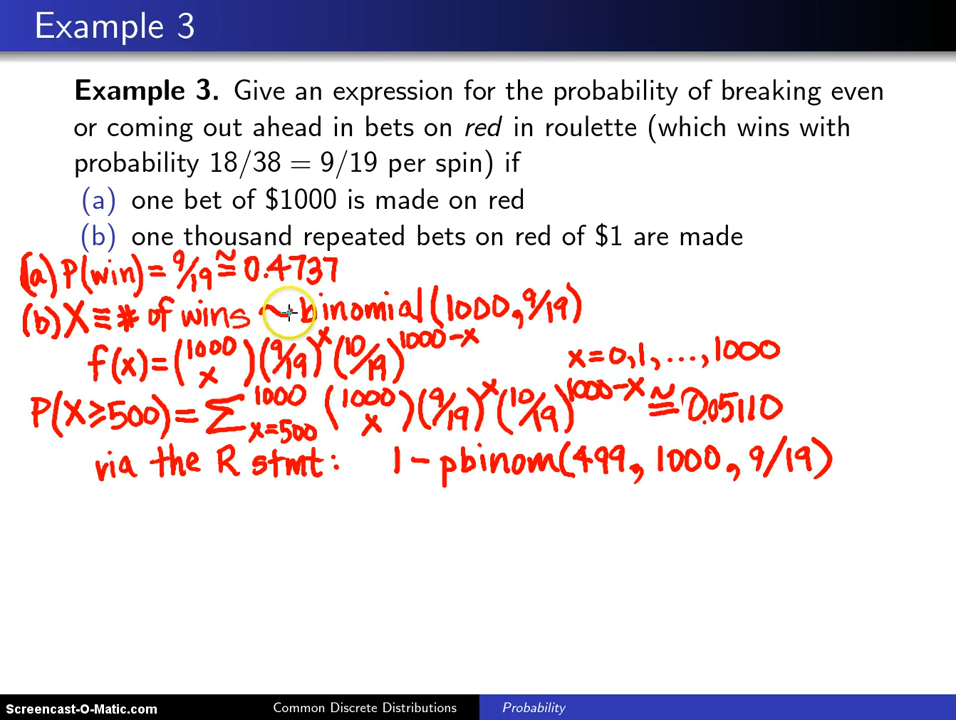 Example 3
Example 3. Give an expression for the probability of breaking even
or coming out ahead in bets on red in roulette (which wins with
probability 18/38 = 9/19 per spin) if
(a) one bet of $1000 is made on red
(b) one thousand repeated bets on red of $1 are made
(a) P(win) = 9/19 ≅ 0.4737
(b) X ≡ # of wins ~ binomial(1000, 9/19)
f(x) = (1000 x) (9/19)^x (10/19)^1000-x x=0,1,...,1000
P(X≥500) = Σ_x=500^1000 (1000 x) (9/19)^x (10/19)^1000-x ≅ 0.05110
via the R stmt: 1 - pbinom(499, 1000, 9/19)
Screencast-O-Matic.com Common Discrete Distributions Probability